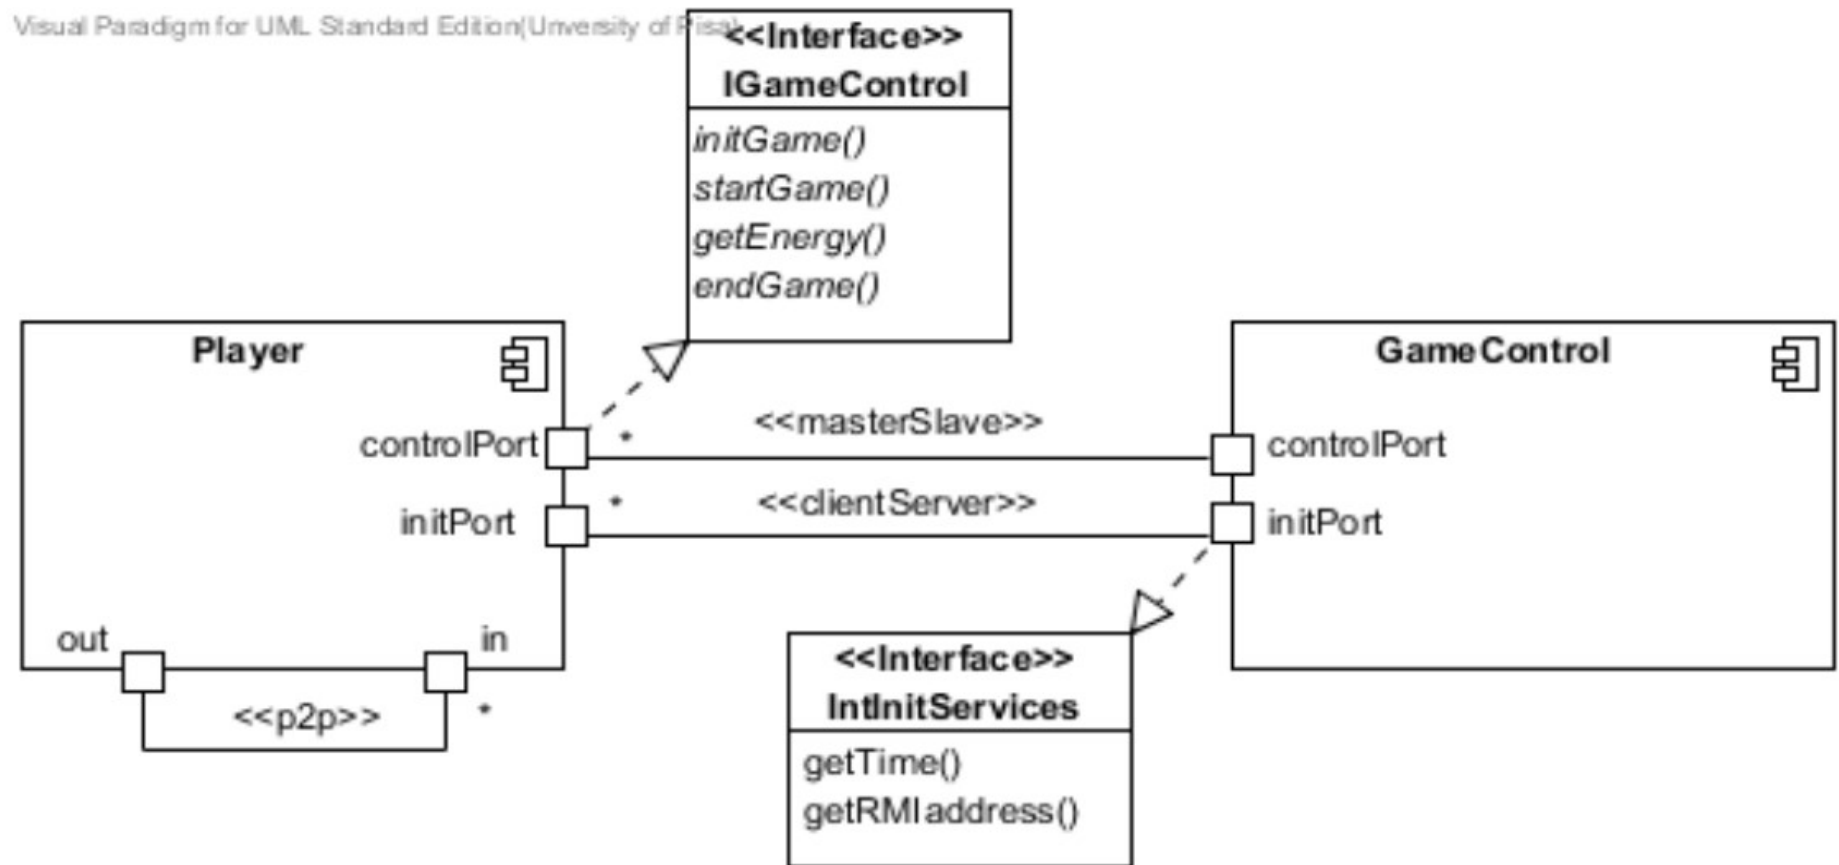 Visual Paradigm for UML Standard Edition(Unversity of Pisa)
<<Interface>>
IGameControl
initGame()
startGame()
getEnergy()
endGame()
Player
GameControl
<<masterSlave>>
controlPort
*
controlPort
<<clientServer>>
initPort
*
initPort
out
in
<<p2p>>
*
<<Interface>>
IntInitServices
getTime()
getRMIaddress()